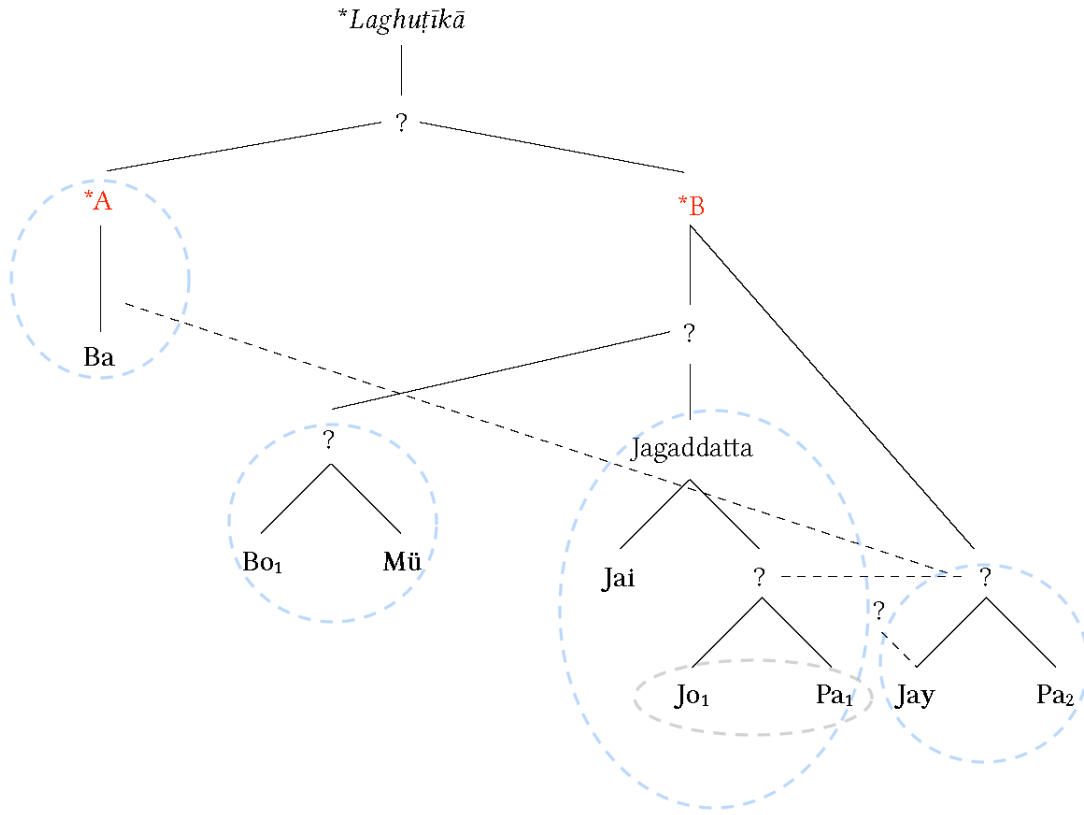 *Laghuṭīkā
?
*A
*B
?
Ba
?
Jagaddatta
Bo₁ Mü
Jai ? ?
?
Jo₁ Pa₁ Jay Pa₂